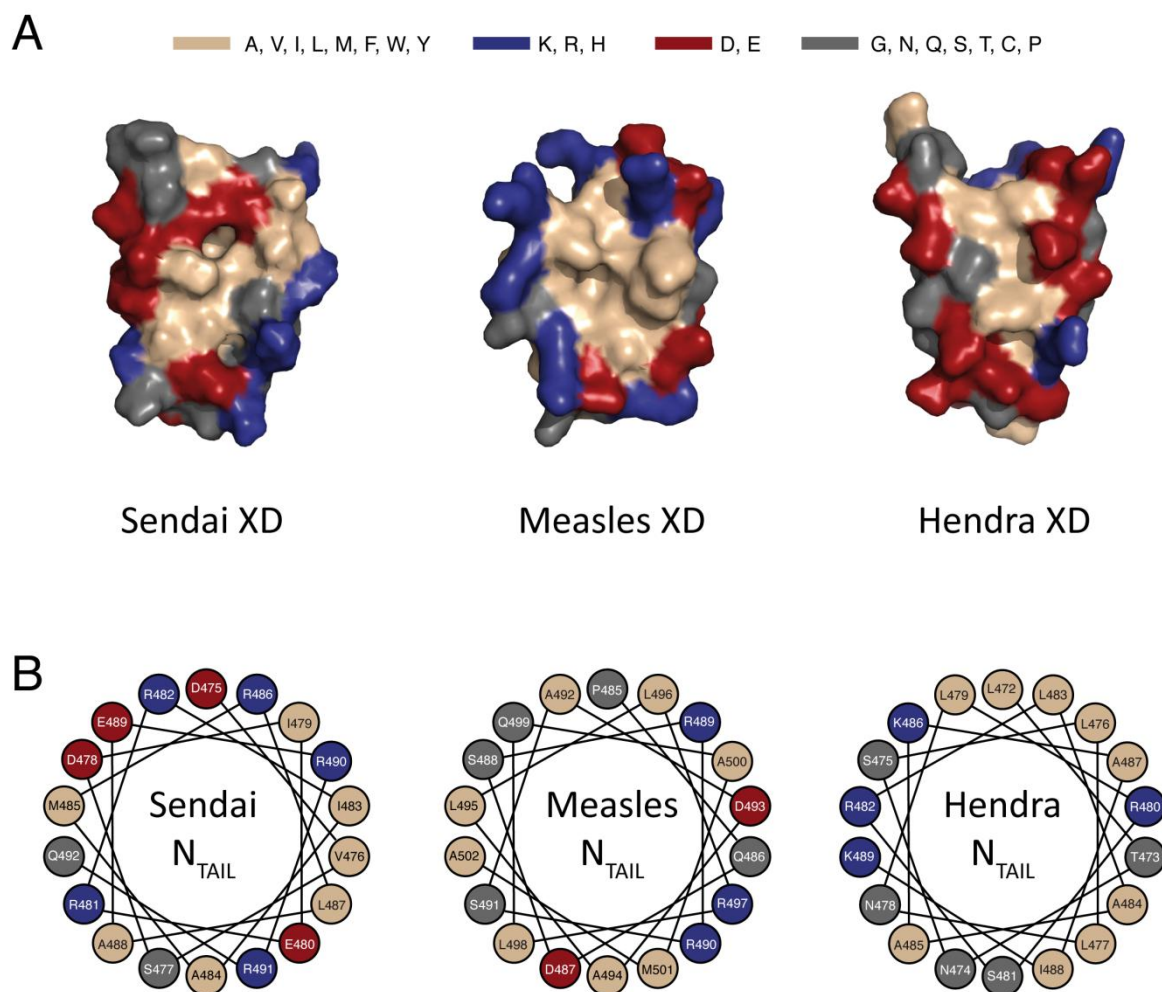 A
A, V, I, L, M, F, W, Y
K, R, H
D, E
G, N, Q, S, T, C, P
Sendai XD
Measles XD
Hendra XD
B
R482
D475
R486
E489
I479
D478
R490
M485
I483
Q492
V476
R481
L487
A488
E480
S477
A484
R491
Sendai
NTAIL
A492
P485
L496
Q499
R489
S488
A500
L495
D493
A502
Q486
S491
R497
L498
R490
D487
A494
M501
Measles
NTAIL
L479
L472
L483
K486
L476
S475
A487
R482
R480
K489
T473
N478
A484
A485
L477
N474
S481
I488
Hendra
NTAIL